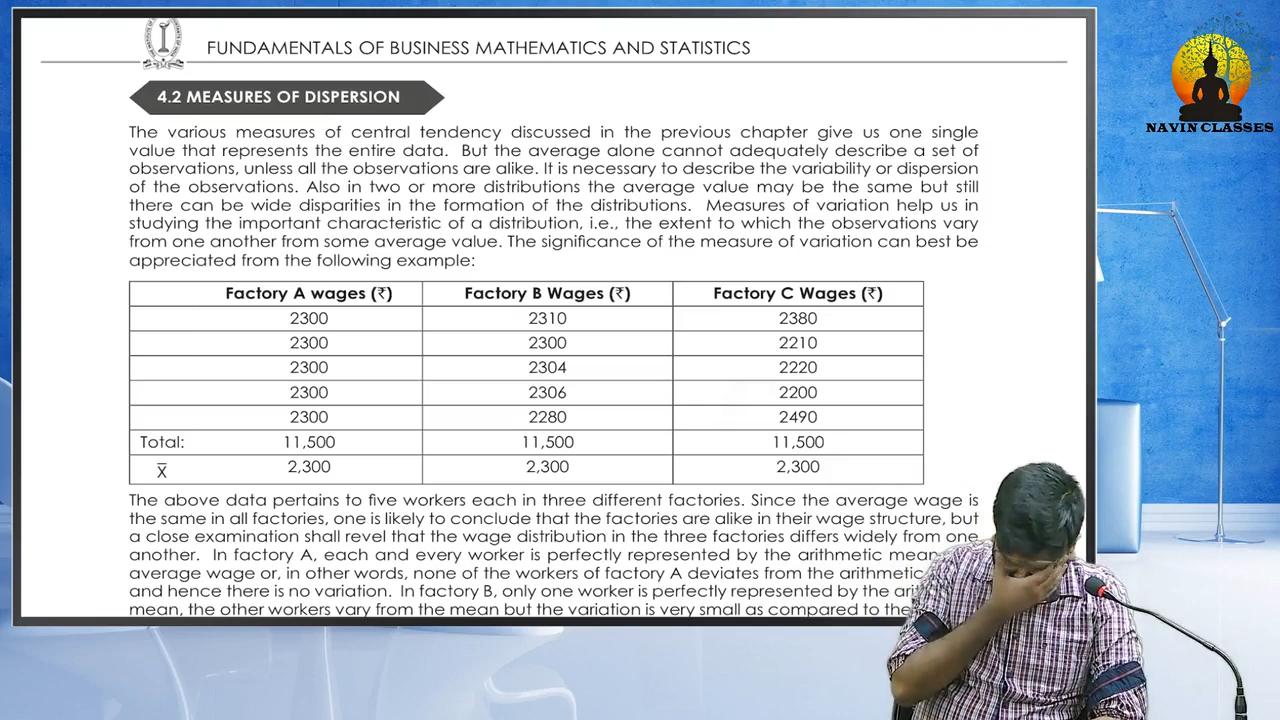 FUNDAMENTALS OF BUSINESS MATHEMATICS AND STATISTICS
NAVIN CLASSES
4.2 MEASURES OF DISPERSION
The various measures of central tendency discussed in the previous chapter give us one single
value that represents the entire data. But the average alone cannot adequately describe a set of
observations, unless all the observations are alike. It is necessary to describe the variability or dispersion
of the observations. Also in two or more distributions the average value may be the same but still
there can be wide disparities in the formation of the distributions. Measures of variation help us in
studying the important characteristic of a distribution, i.e., the extent to which the observations vary
from one another from some average value. The significance of the measure of variation can best be
appreciated from the following example:
Factory A wages (₹) Factory B Wages (₹) Factory C Wages (₹)
2300 2310 2380
2300 2300 2210
2300 2304 2220
2300 2306 2200
2300 2280 2490
Total: 11,500 11,500 11,500
X̅ 2,300 2,300 2,300
The above data pertains to five workers each in three different factories. Since the average wage is
the same in all factories, one is likely to conclude that the factories are alike in their wage structure, but
a close examination shall revel that the wage distribution in the three factories differs widely from one
another. In factory A, each and every worker is perfectly represented by the arithmetic mean
average wage or, in other words, none of the workers of factory A deviates from the arithmetic
and hence there is no variation. In factory B, only one worker is perfectly represented by the
mean, the other workers vary from the mean but the variation is very small as compared to the